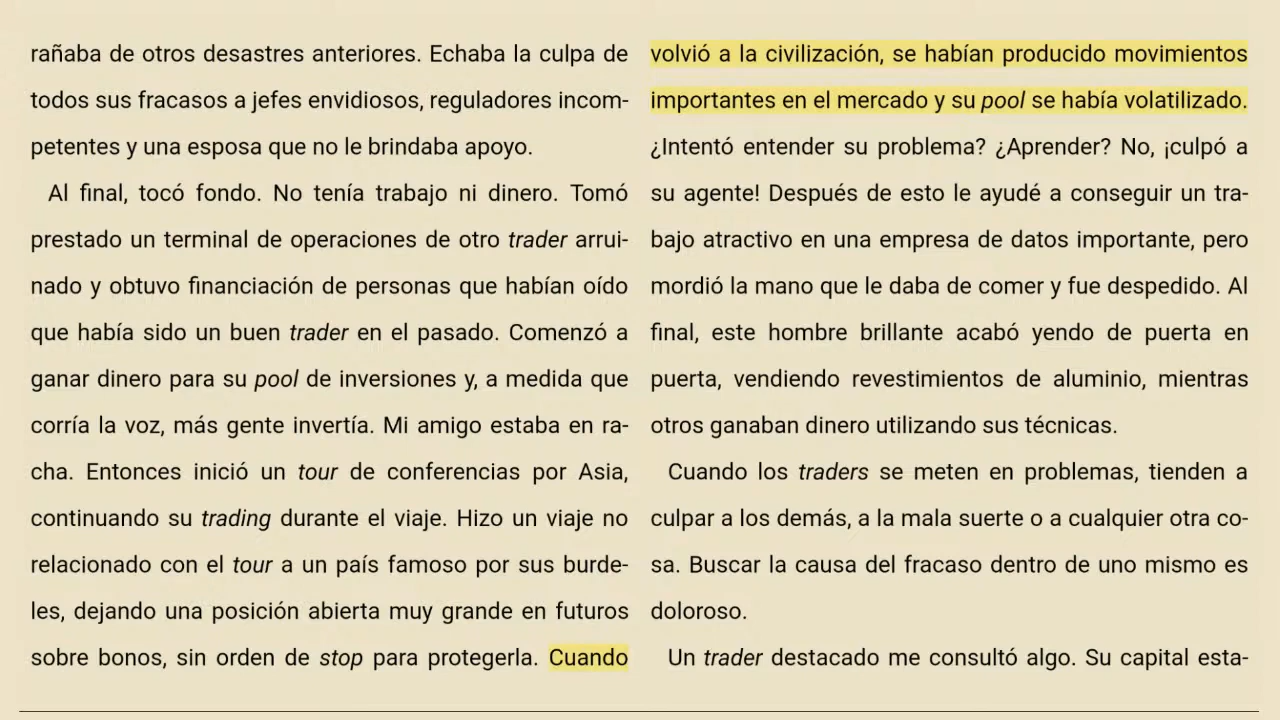 rañaba de otros desastres anteriores. Echaba la culpa de
todos sus fracasos a jefes envidiosos, reguladores incom-
petentes y una esposa que no le brindaba apoyo.
Al final, tocó fondo. No tenía trabajo ni dinero. Tomó
prestado un terminal de operaciones de otro trader arrui-
nado y obtuvo financiación de personas que habían oído
que había sido un buen trader en el pasado. Comenzó a
ganar dinero para su pool de inversiones y, a medida que
corría la voz, más gente invertía. Mi amigo estaba en ra-
cha. Entonces inició un tour de conferencias por Asia,
continuando su trading durante el viaje. Hizo un viaje no
relacionado con el tour a un país famoso por sus burde-
les, dejando una posición abierta muy grande en futuros
sobre bonos, sin orden de stop para protegerla. Cuando
volvió a la civilización, se habían producido movimientos
importantes en el mercado y su pool se había volatilizado.
¿Intentó entender su problema? ¿Aprender? No, ¡culpó a
su agente! Después de esto le ayudé a conseguir un tra-
bajo atractivo en una empresa de datos importante, pero
mordió la mano que le daba de comer y fue despedido. Al
final, este hombre brillante acabó yendo de puerta en
puerta, vendiendo revestimientos de aluminio, mientras
otros ganaban dinero utilizando sus técnicas.
Cuando los traders se meten en problemas, tienden a
culpar a los demás, a la mala suerte o a cualquier otra co-
sa. Buscar la causa del fracaso dentro de uno mismo es
doloroso.
Un trader destacado me consultó algo. Su capital esta-